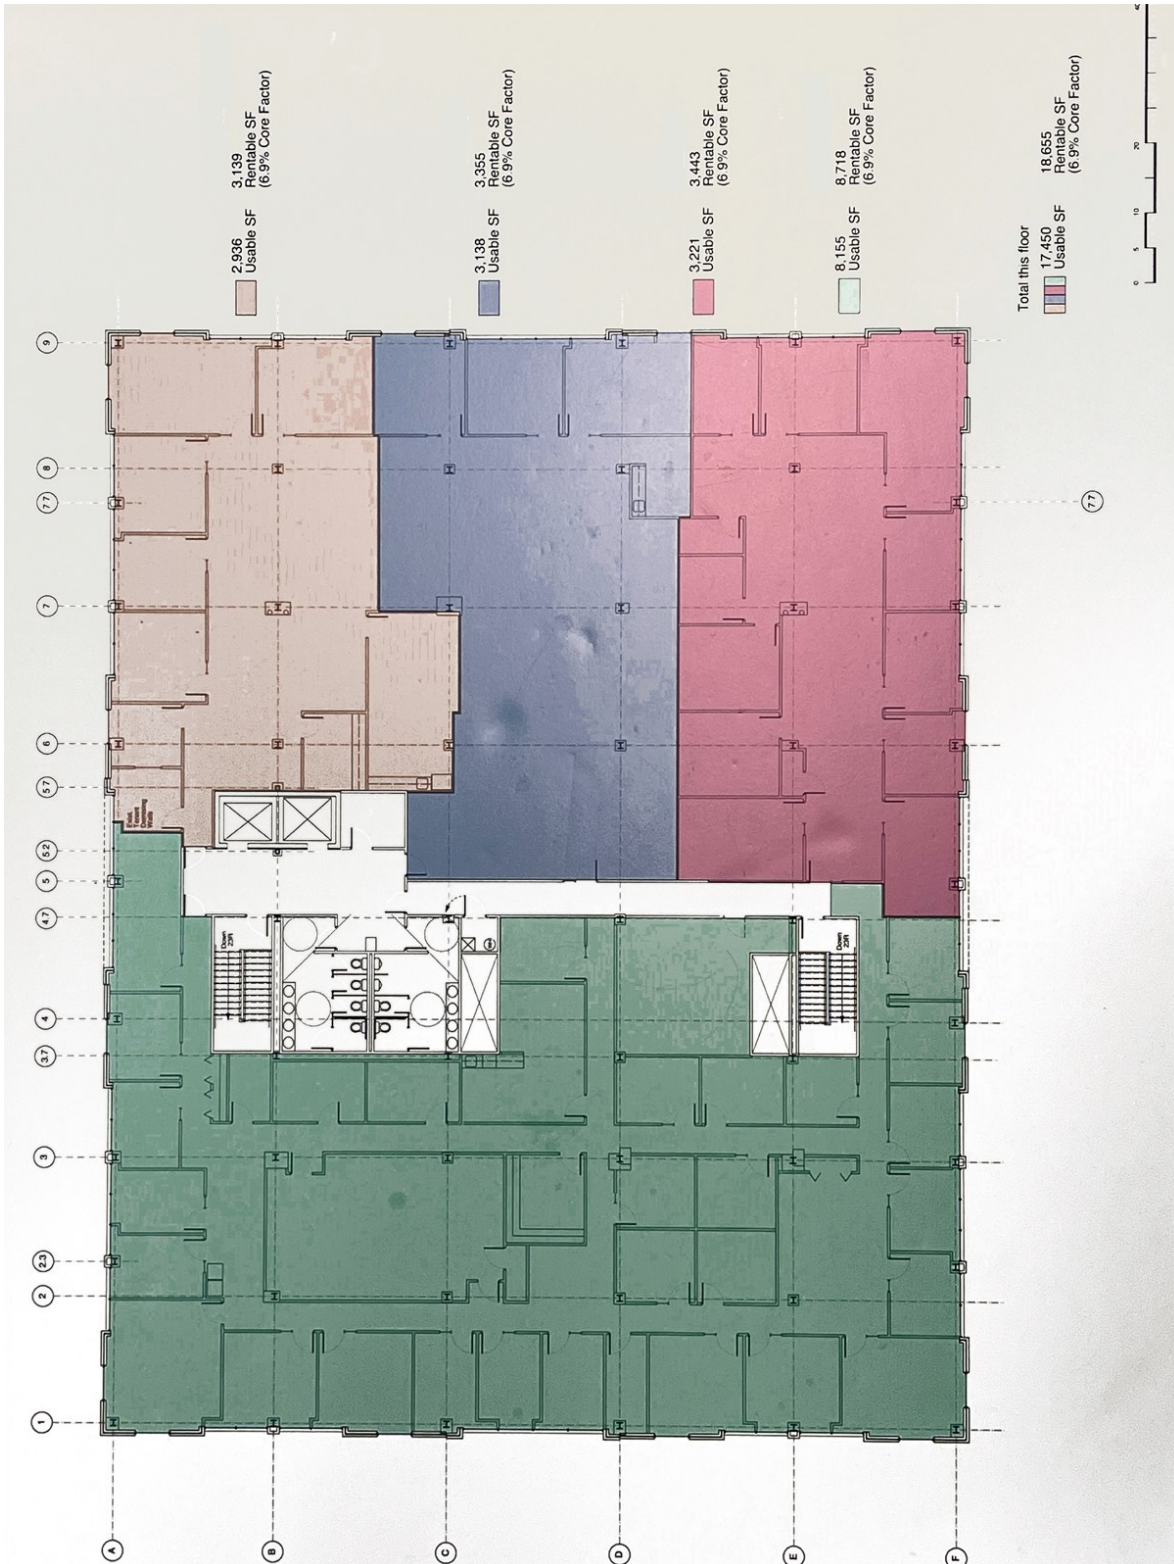 2,936
Usable SF
3,139
Rentable SF
(6.9% Core Factor)
3,138
Usable SF
3,355
Rentable SF
(6.9% Core Factor)
3,221
Usable SF
3,443
Rentable SF
(6.9% Core Factor)
8,155
Usable SF
8,718
Rentable SF
(6.9% Core Factor)
Total this floor
17,450
Usable SF
18,655
Rentable SF
(6.9% Core Factor)
0
5
10
20
40
9
8
7.7
7
6
5.7
5.2
5
4.7
4
3.7
3
2.3
2
1
7.7
A
B
C
D
E
F
Down
23R
Down
23R